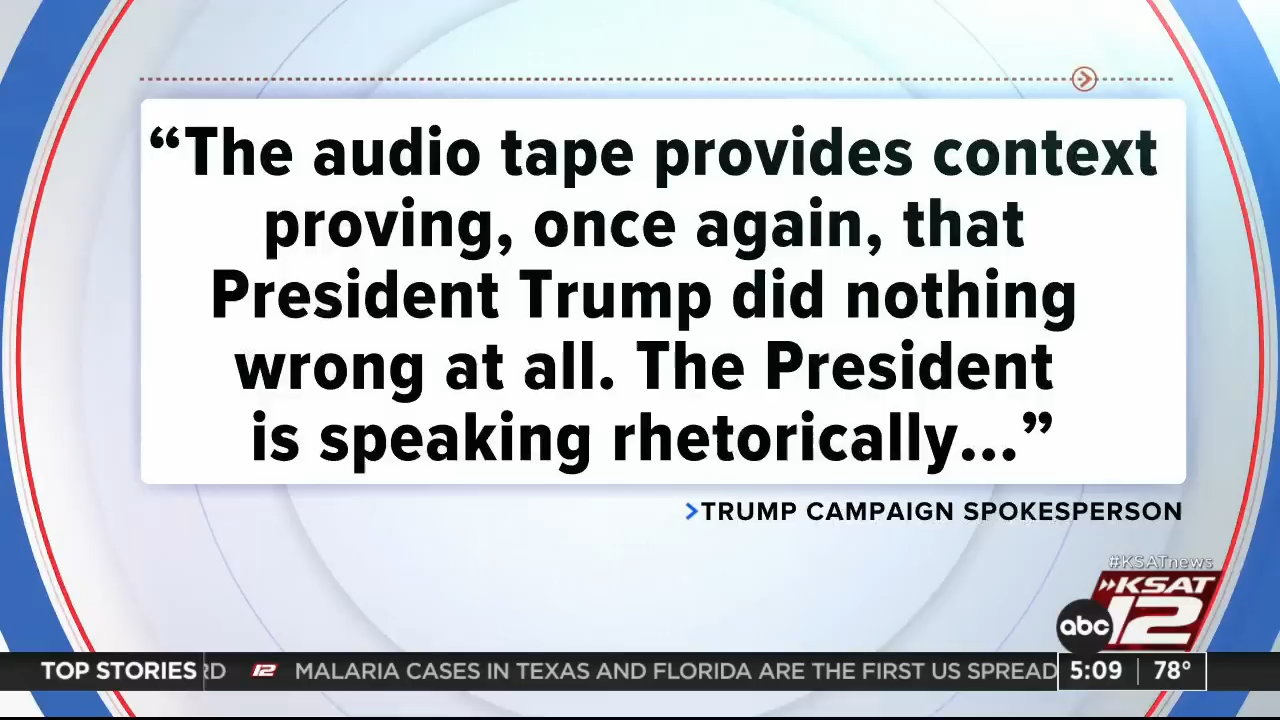 “The audio tape provides context
proving, once again, that
President Trump did nothing
wrong at all. The President
is speaking rhetorically...”
TRUMP CAMPAIGN SPOKESPERSON
#KSATnews
KSAT
abc 12
TOP STORIES RD 12 MALARIA CASES IN TEXAS AND FLORIDA ARE THE FIRST US SPREAD 5:09 78°